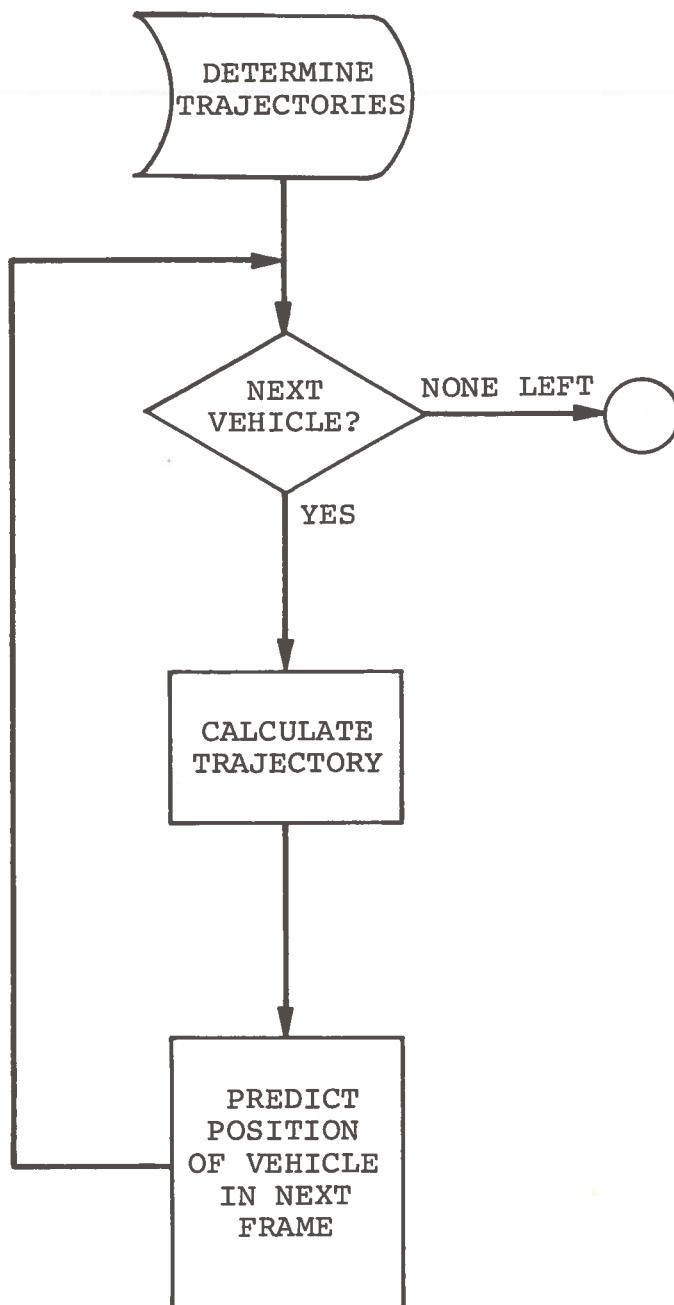 DETERMINE
TRAJECTORIES
NEXT
VEHICLE?
NONE LEFT
YES
CALCULATE
TRAJECTORY
PREDICT
POSITION
OF VEHICLE
IN NEXT
FRAME